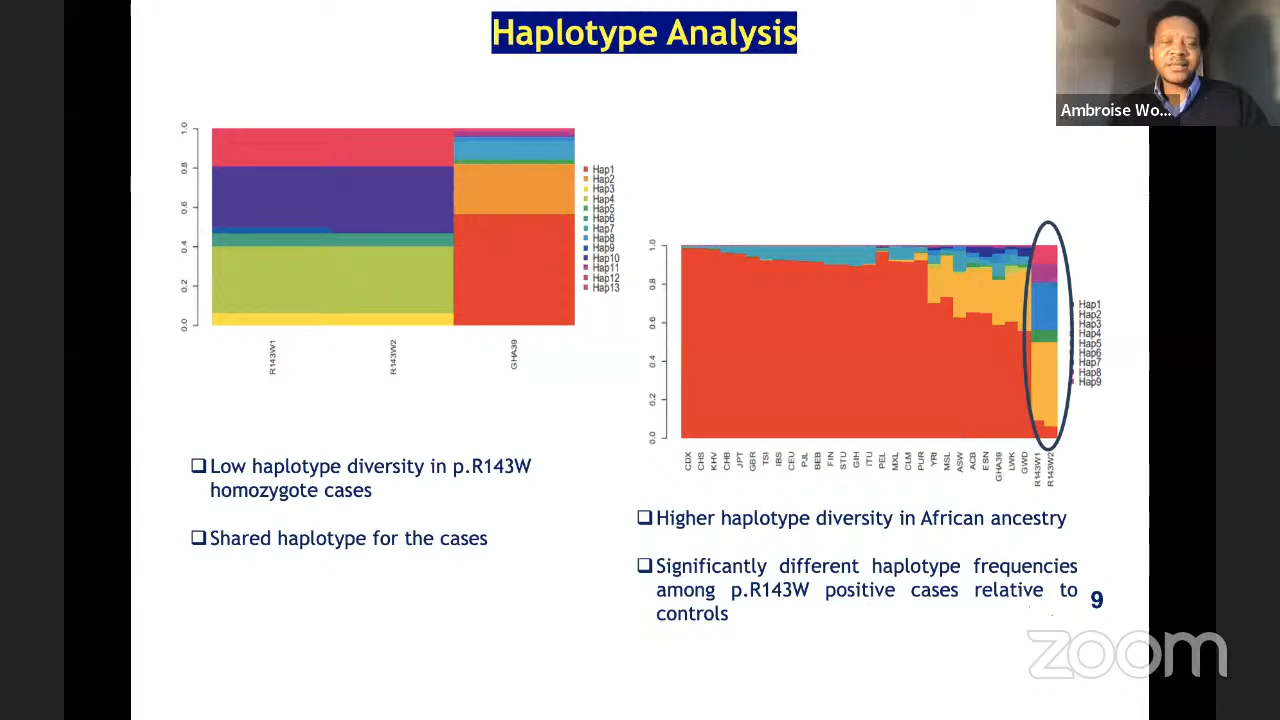 Haplotype Analysis
Ambroise Wo...
1.0
0.8
0.6
0.4
0.2
0.0
Hap1
Hap2
Hap3
Hap4
Hap5
Hap6
Hap7
Hap8
Hap9
Hap10
Hap11
Hap12
Hap13
R143W1
R143W2
GHA39
1.0
0.8
0.6
0.4
0.2
0.0
Hap1
Hap2
Hap3
Hap4
Hap5
Hap6
Hap7
Hap8
Hap9
CDX
CHS
KHV
CHB
JPT
GBR
TSI
IBS
CEU
PJL
BEB
FIN
STU
GIH
ITU
PEL
MXL
CLM
PUR
YRI
MSL
ASW
ACB
ESN
GHA39
LWK
GWD
R143W1
R143W2
Low haplotype diversity in p.R143W
homozygote cases
Shared haplotype for the cases
Higher haplotype diversity in African ancestry
Significantly different haplotype frequencies
among p.R143W positive cases relative to
controls
9
zoom